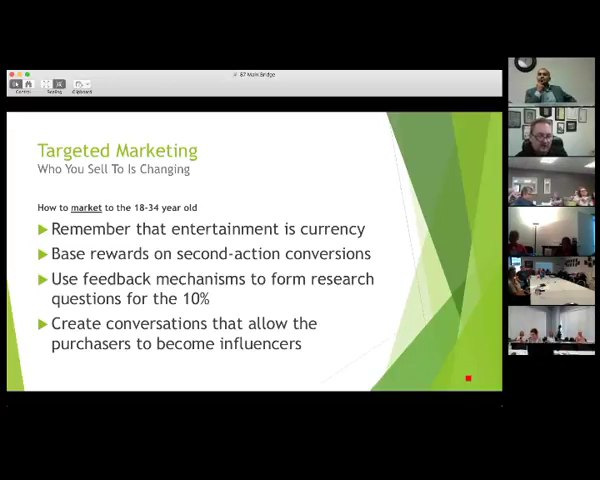 87 Main Bridge
Control
Scaling
Clipboard
Targeted Marketing
Who You Sell To Is Changing
How to market to the 18-34 year old
Remember that entertainment is currency
Base rewards on second-action conversions
Use feedback mechanisms to form research
questions for the 10%
Create conversations that allow the
purchasers to become influencers